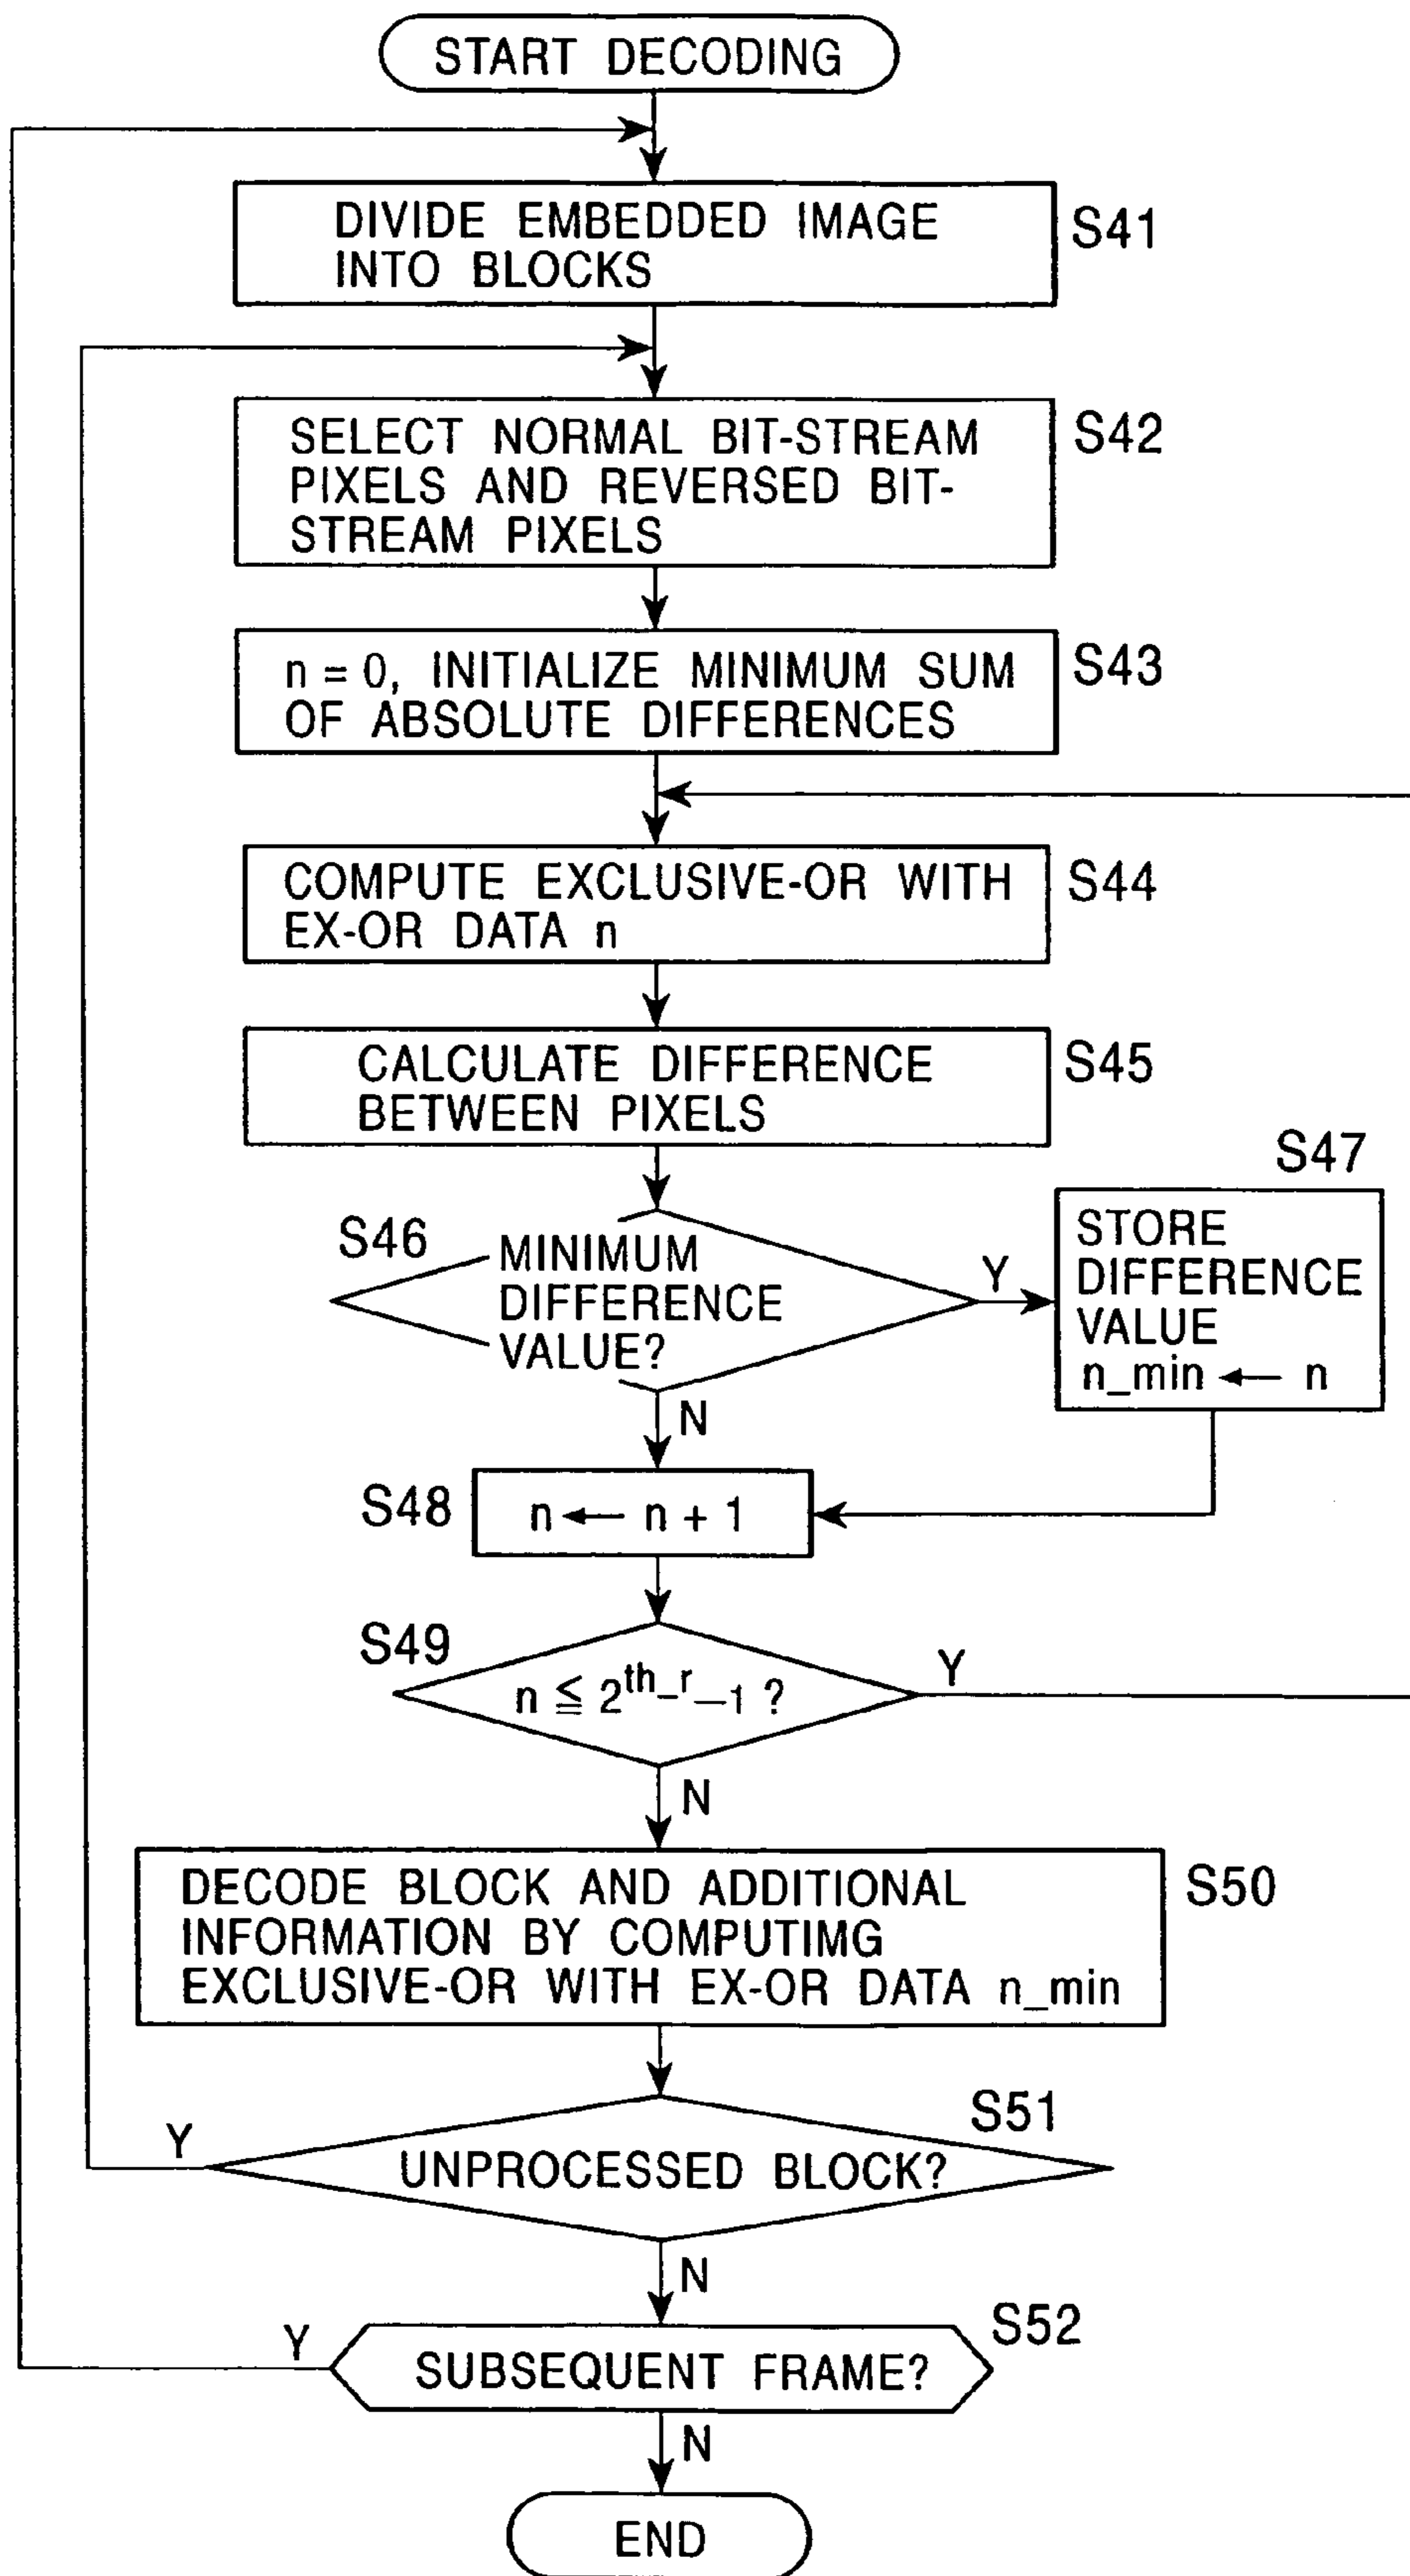 START DECODING
DIVIDE EMBEDDED IMAGE
INTO BLOCKS
S41
SELECT NORMAL BIT-STREAM
PIXELS AND REVERSED BIT-
STREAM PIXELS
S42
n = 0, INITIALIZE MINIMUM SUM
OF ABSOLUTE DIFFERENCES
S43
COMPUTE EXCLUSIVE-OR WITH
EX-OR DATA n
S44
CALCULATE DIFFERENCE
BETWEEN PIXELS
S45
S46
MINIMUM
DIFFERENCE
VALUE?
Y
N
S47
STORE
DIFFERENCE
VALUE
n_min ← n
S48
n ← n + 1
S49
n ≦ 2^th_r −1 ?
Y
N
DECODE BLOCK AND ADDITIONAL
INFORMATION BY COMPUTIMG
EXCLUSIVE-OR WITH EX-OR DATA n_min
S50
S51
UNPROCESSED BLOCK?
Y
N
S52
SUBSEQUENT FRAME?
Y
N
END